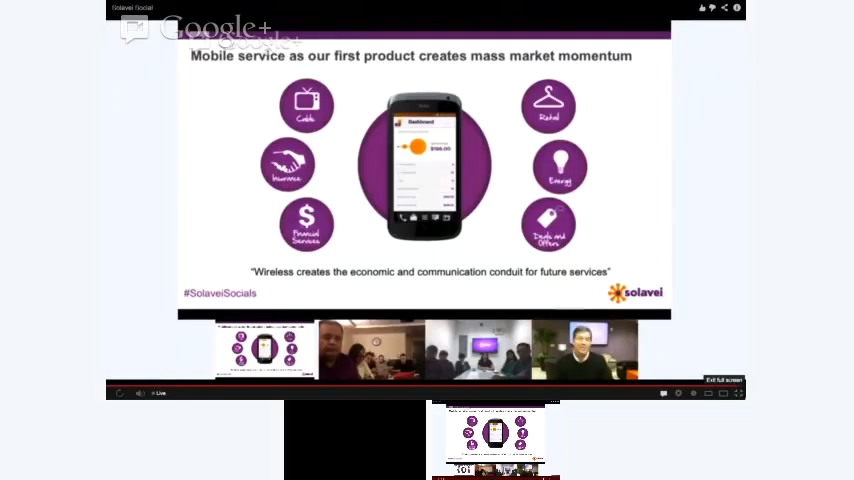 Solavei Social
Google+
Google+
Mobile service as our first product creates mass market momentum
Cable
Retail
Dashboard
Insurance
Energy
$
Financial
Services
Deals and
Offers
"Wireless creates the economic and communication conduit for future services"
#SolaveiSocials
solavei
Exit full screen
Live